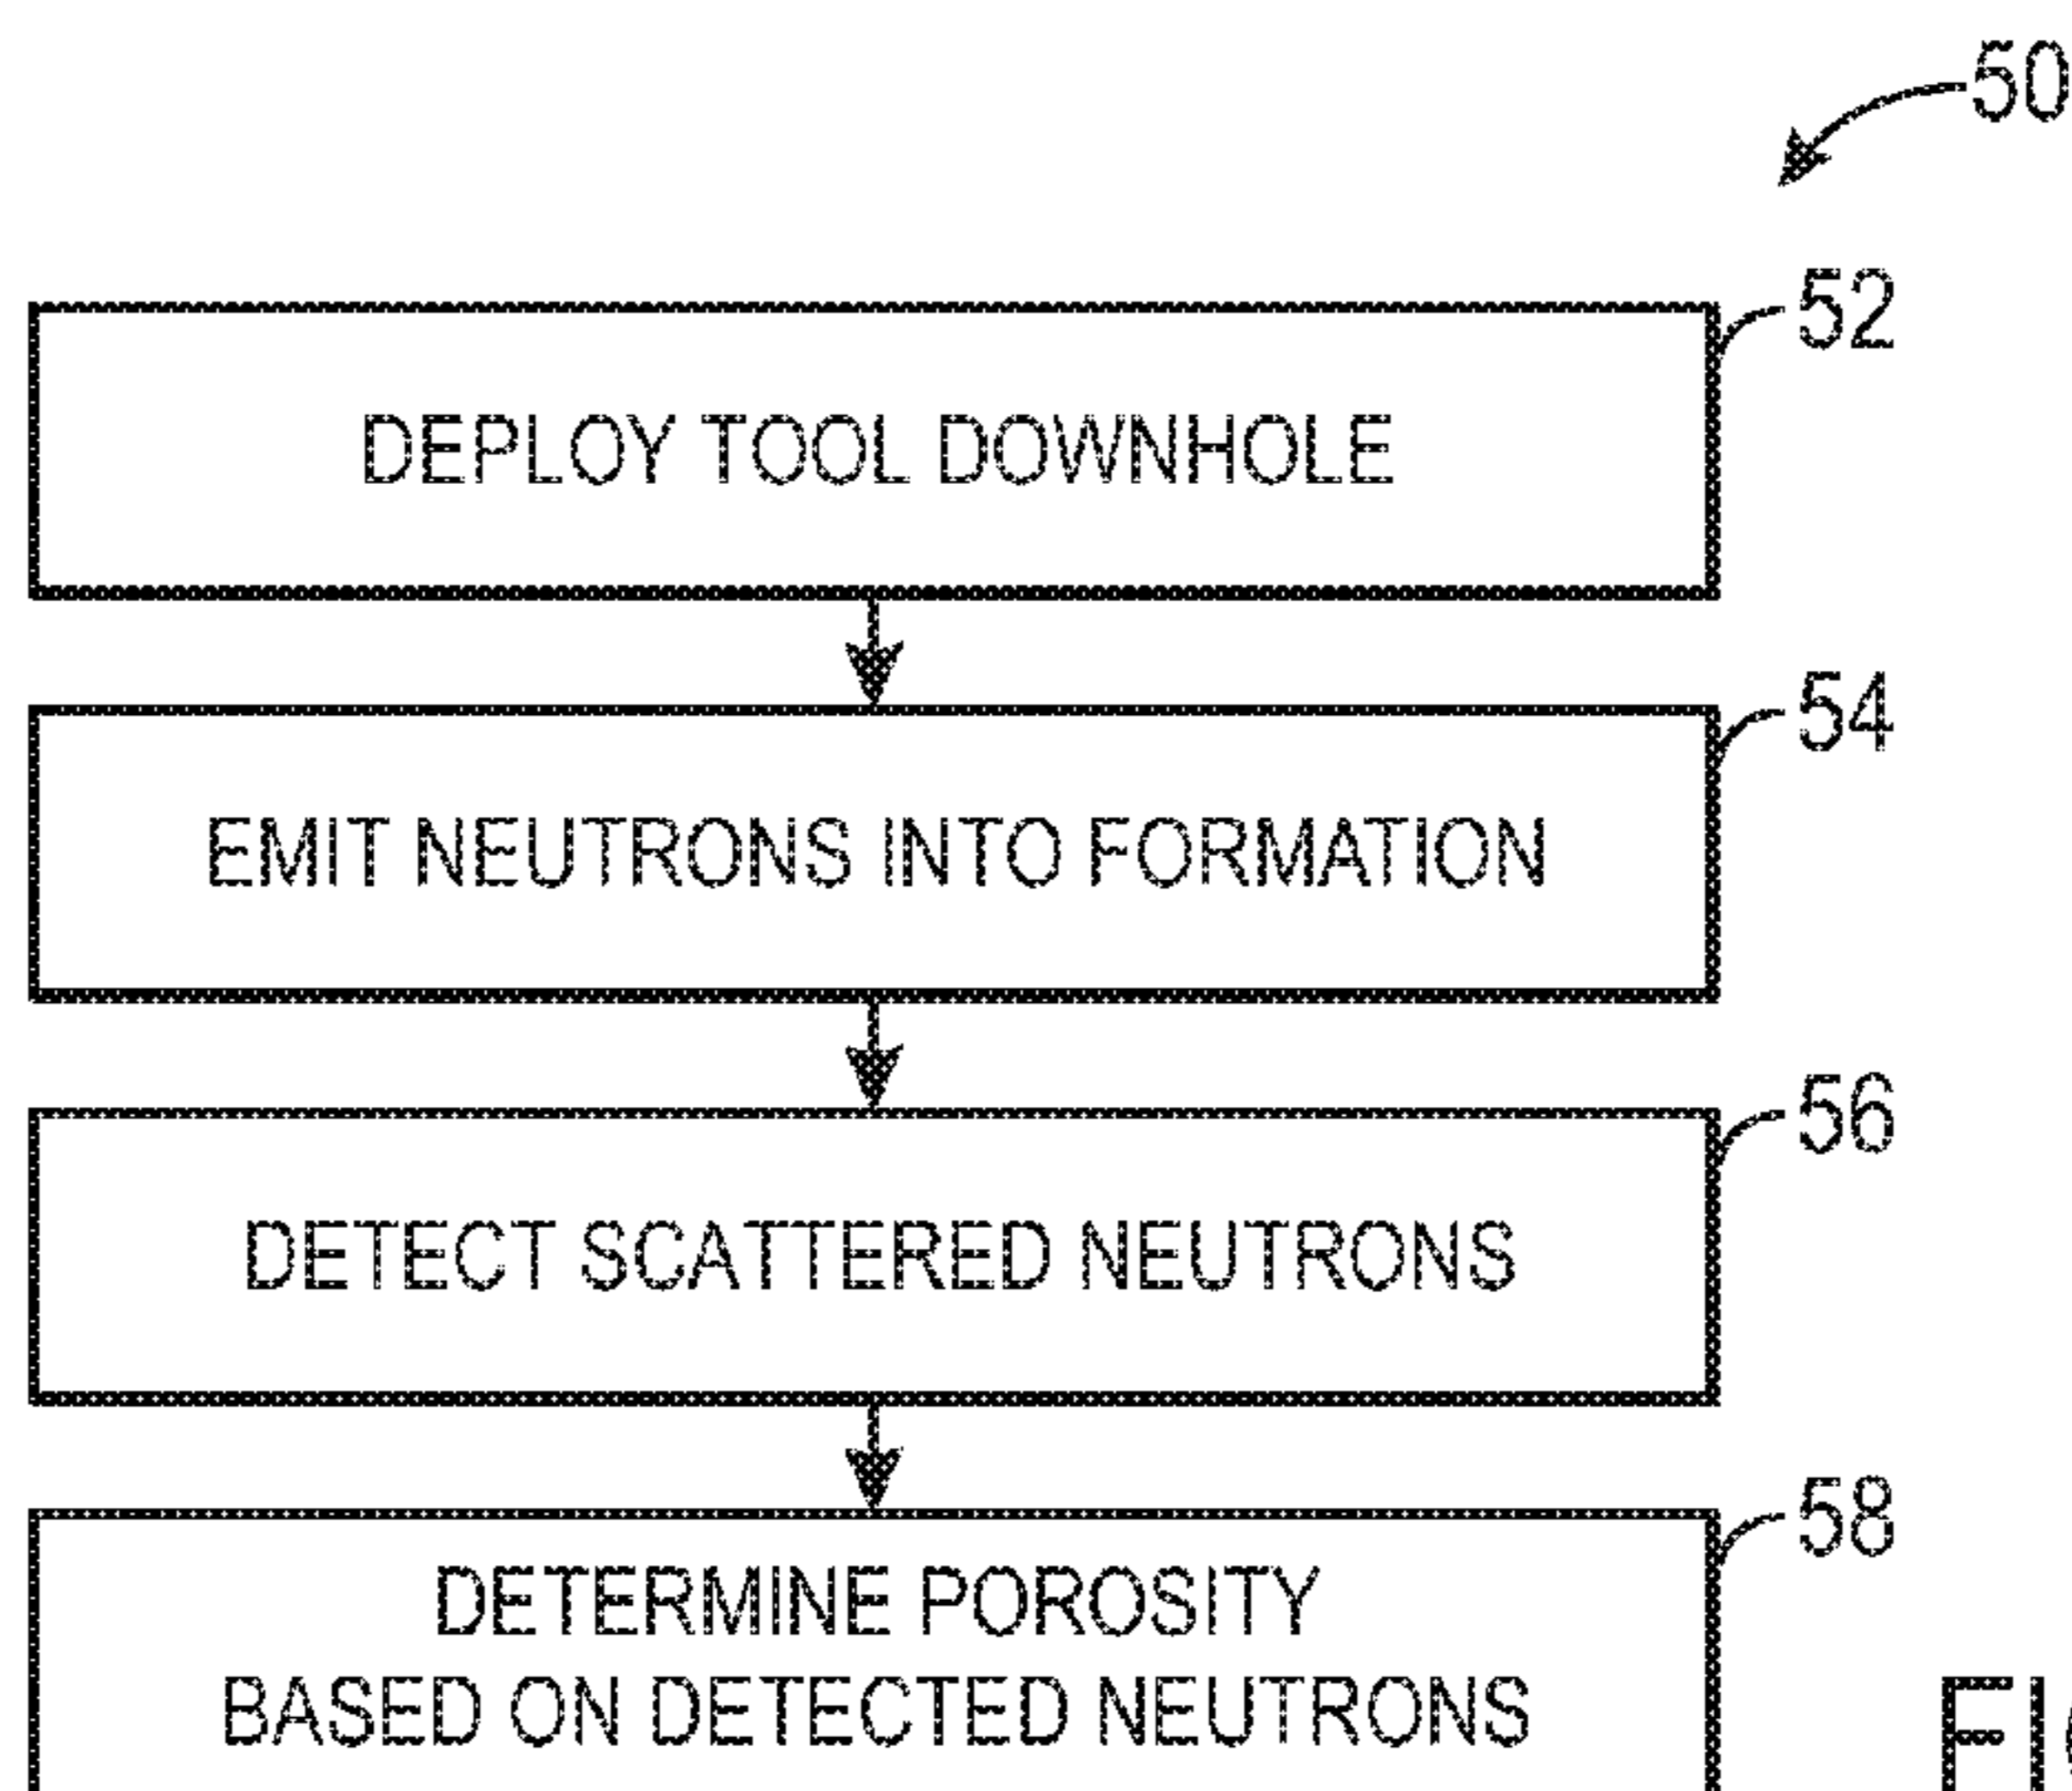 50
52
DEPLOY TOOL DOWNHOLE
54
EMIT NEUTRONS INTO FORMATION
56
DETECT SCATTERED NEUTRONS
58
DETERMINE POROSITY
BASED ON DETECTED NEUTRONS